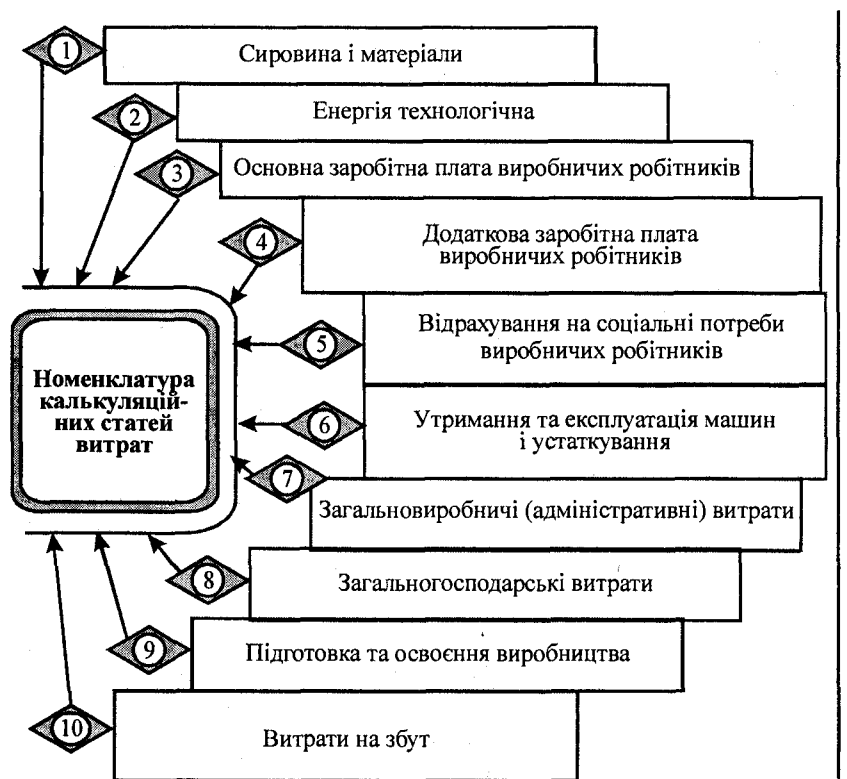 1
Сировина і матеріали
2
Енергія технологічна
3
Основна заробітна плата виробничих робітників
4
Додаткова заробітна плата
виробничих робітників
5
Відрахування на соціальні потреби
виробничих робітників
Номенклатура
калькуляцій-
них статей
витрат
6
Утримання та експлуатація машин
і устаткування
7
Загальновиробничі (адміністративні) витрати
8
Загальногосподарські витрати
9
Підготовка та освоєння виробництва
10
Витрати на збут